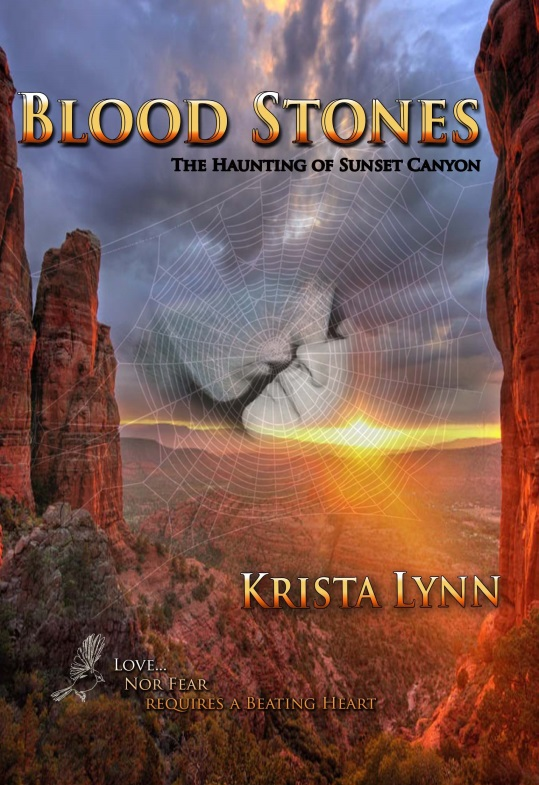 BLOOD STONES
THE HAUNTING OF SUNSET CANYON
KRISTA LYNN
LOVE...
NOR FEAR
REQUIRES A BEATING HEART